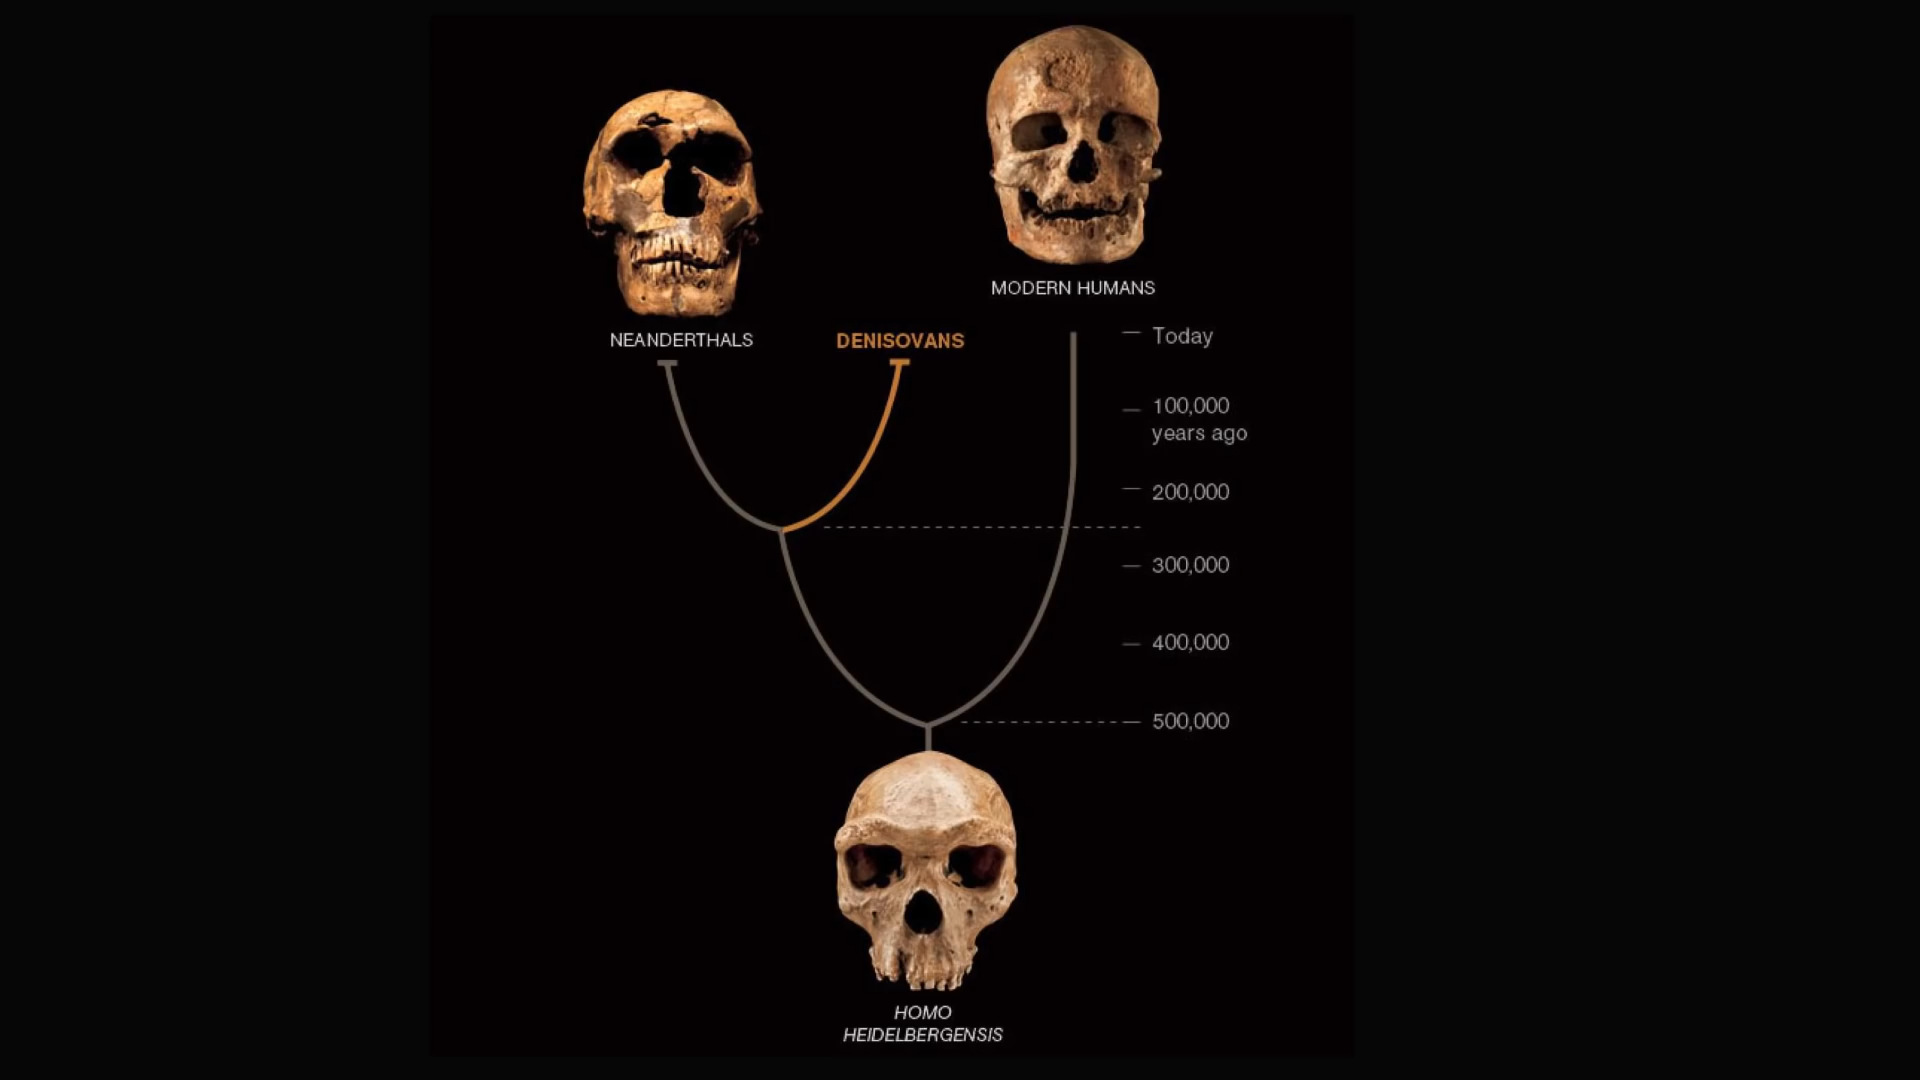 MODERN HUMANS
NEANDERTHALS
DENISOVANS
Today
100,000
years ago
200,000
300,000
400,000
500,000
HOMO
HEIDELBERGENSIS